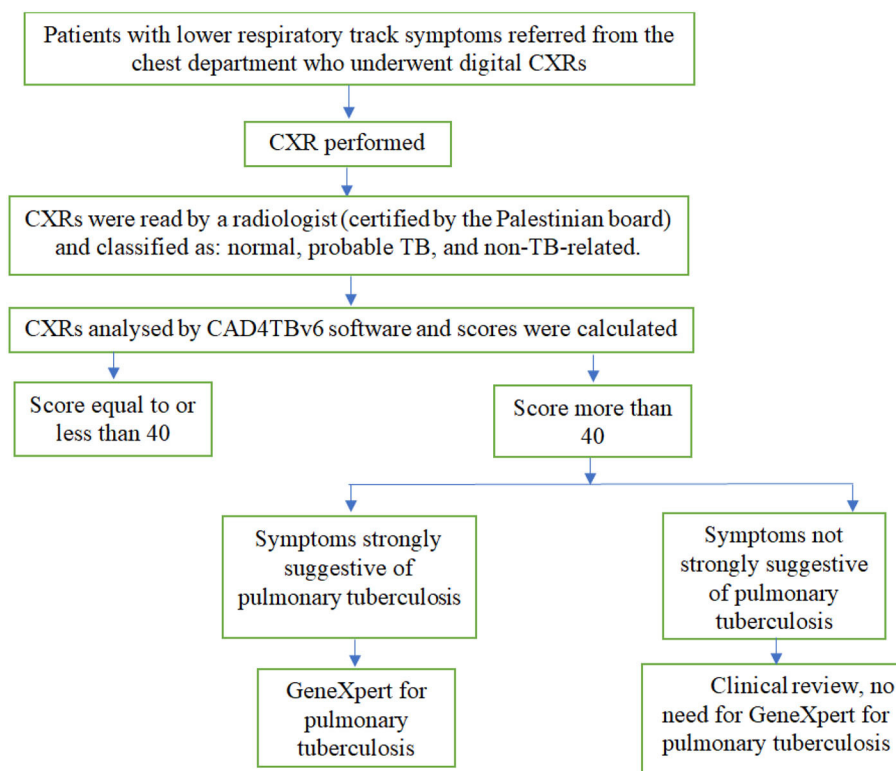 Patients with lower respiratory track symptoms referred from the
chest department who underwent digital CXRs
CXR performed
CXRs were read by a radiologist (certified by the Palestinian board)
and classified as: normal, probable TB, and non-TB-related.
CXRs analysed by CAD4TBv6 software and scores were calculated
Score equal to or
less than 40
Score more than
40
Symptoms strongly
suggestive of
pulmonary tuberculosis
Symptoms not
strongly suggestive
of pulmonary
tuberculosis
GeneXpert for
pulmonary
tuberculosis
Clinical review, no
need for GeneXpert for
pulmonary tuberculosis